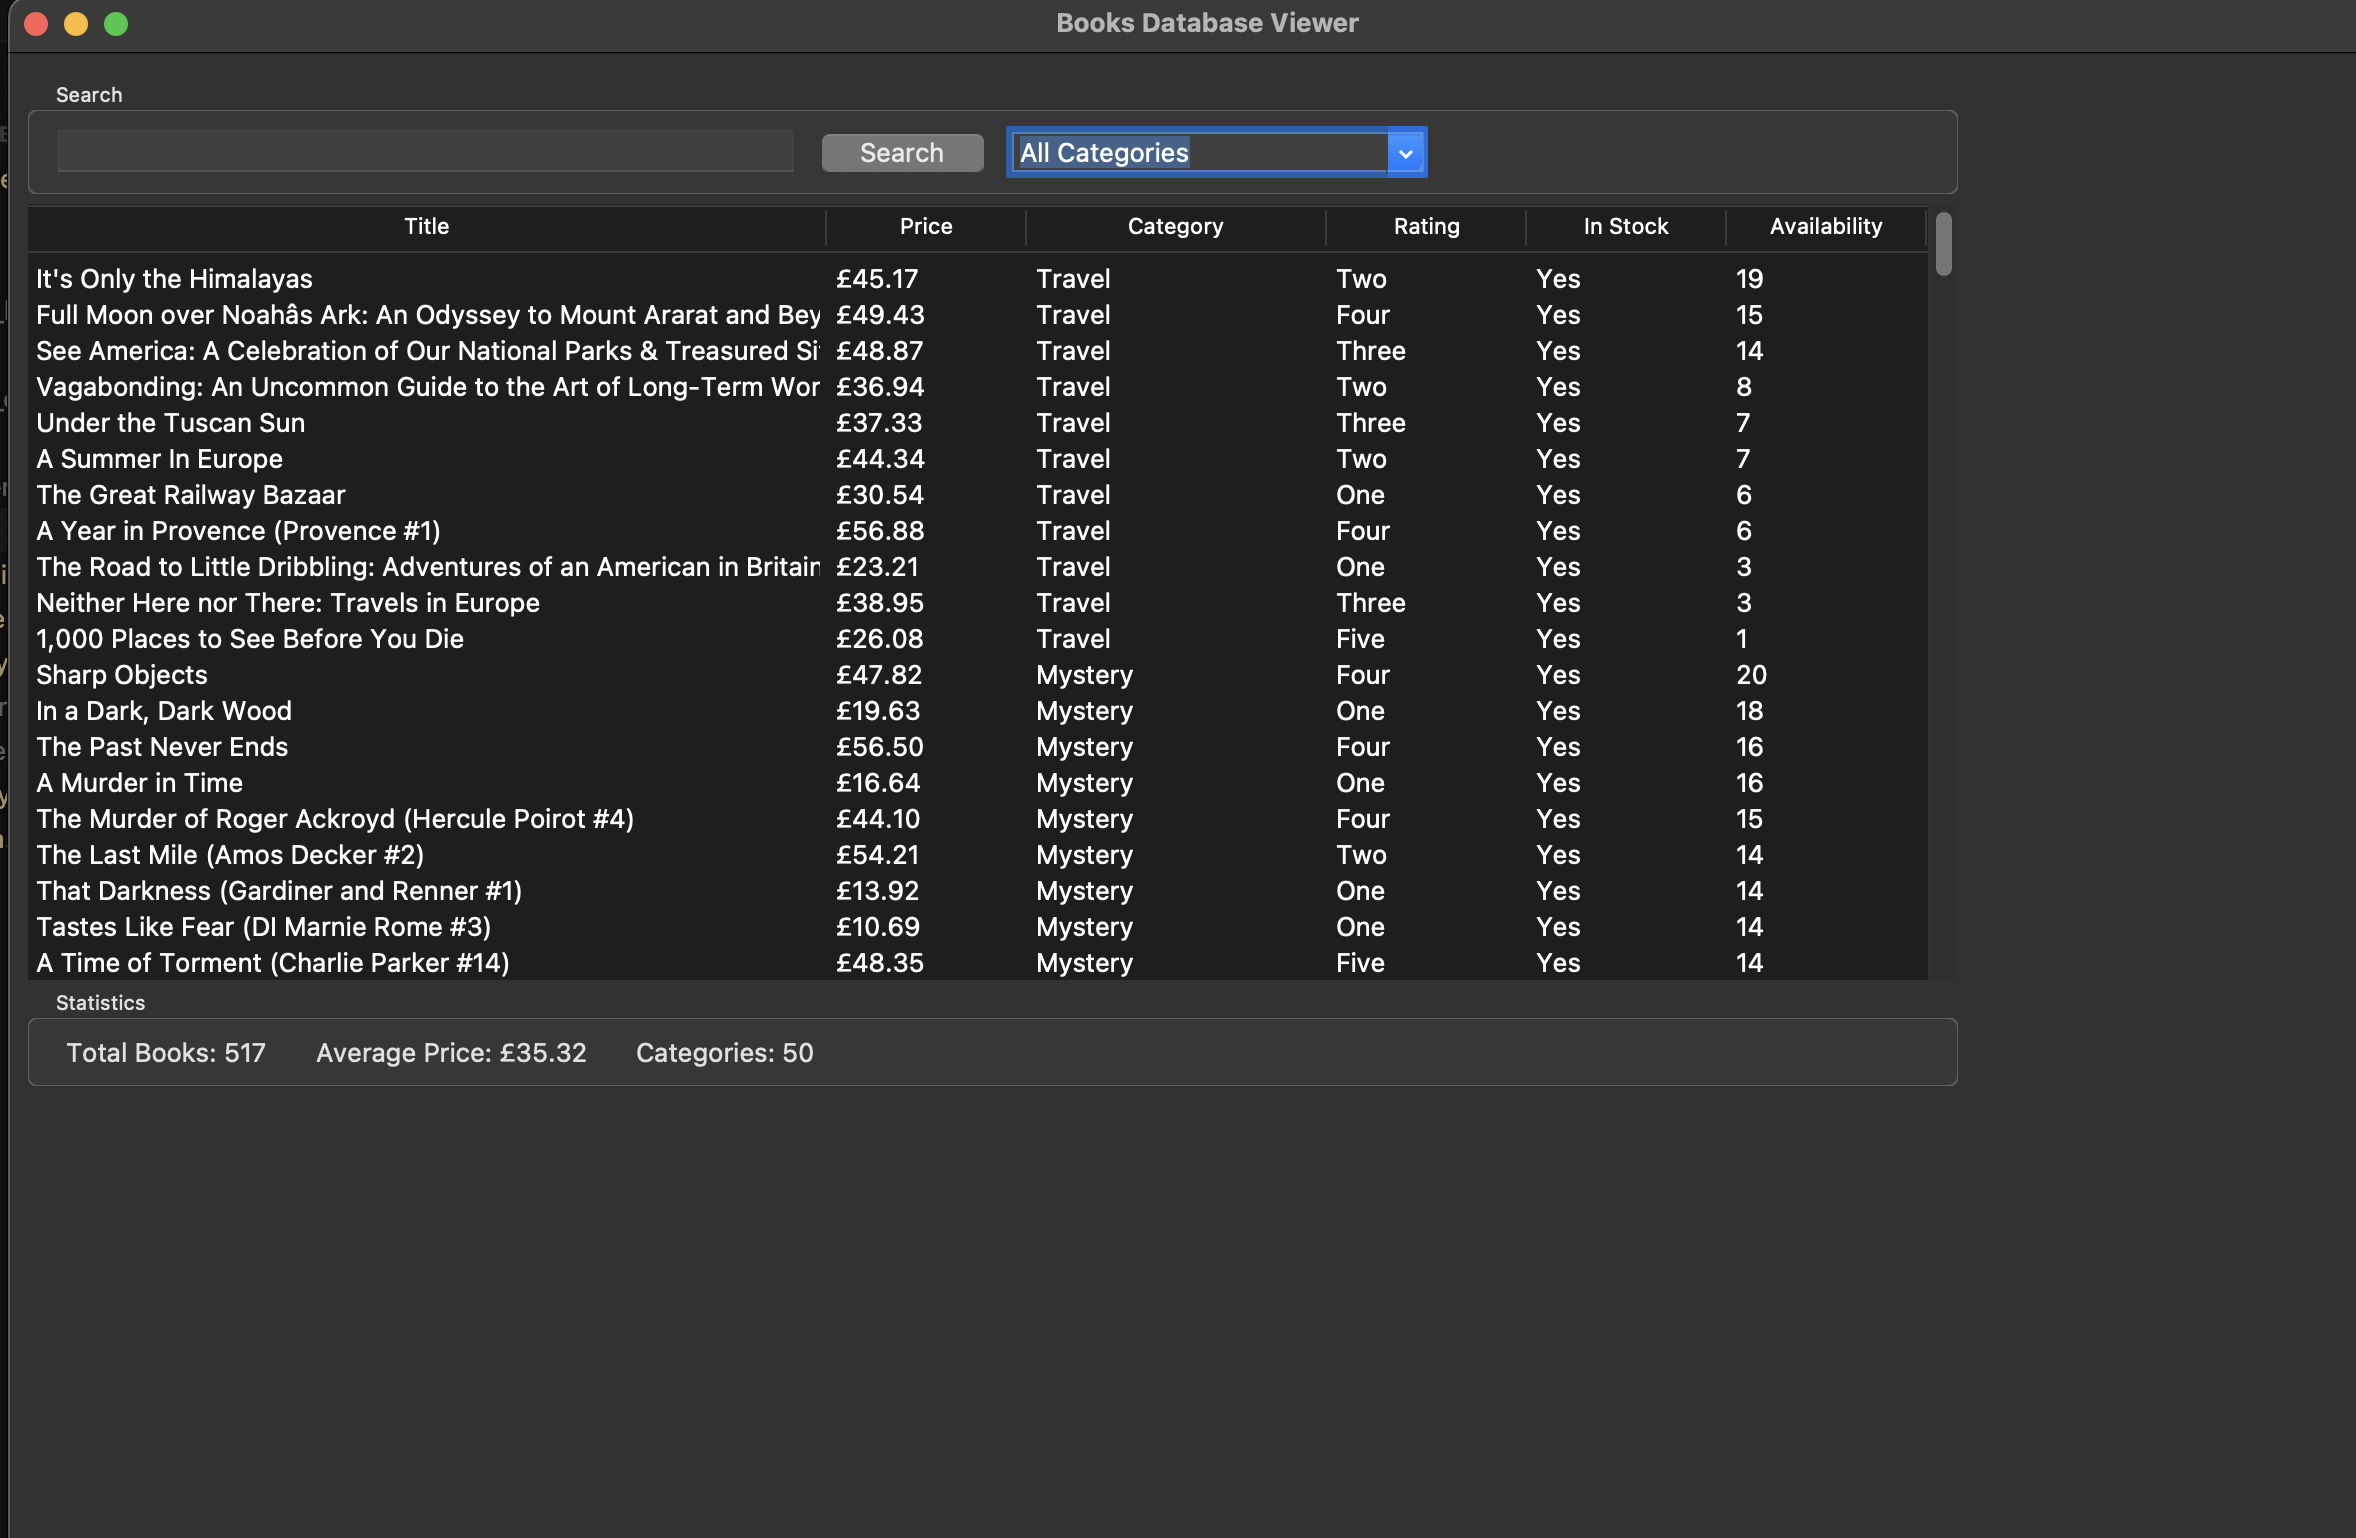 Books Database Viewer
Search
Search All Categories
Title Price Category Rating In Stock Availability
It's Only the Himalayas £45.17 Travel Two Yes 19
Full Moon over Noahâs Ark: An Odyssey to Mount Ararat and Bey £49.43 Travel Four Yes 15
See America: A Celebration of Our National Parks & Treasured Si £48.87 Travel Three Yes 14
Vagabonding: An Uncommon Guide to the Art of Long-Term Wor £36.94 Travel Two Yes 8
Under the Tuscan Sun £37.33 Travel Three Yes 7
A Summer In Europe £44.34 Travel Two Yes 7
The Great Railway Bazaar £30.54 Travel One Yes 6
A Year in Provence (Provence #1) £56.88 Travel Four Yes 6
The Road to Little Dribbling: Adventures of an American in Britain £23.21 Travel One Yes 3
Neither Here nor There: Travels in Europe £38.95 Travel Three Yes 3
1,000 Places to See Before You Die £26.08 Travel Five Yes 1
Sharp Objects £47.82 Mystery Four Yes 20
In a Dark, Dark Wood £19.63 Mystery One Yes 18
The Past Never Ends £56.50 Mystery Four Yes 16
A Murder in Time £16.64 Mystery One Yes 16
The Murder of Roger Ackroyd (Hercule Poirot #4) £44.10 Mystery Four Yes 15
The Last Mile (Amos Decker #2) £54.21 Mystery Two Yes 14
That Darkness (Gardiner and Renner #1) £13.92 Mystery One Yes 14
Tastes Like Fear (DI Marnie Rome #3) £10.69 Mystery One Yes 14
A Time of Torment (Charlie Parker #14) £48.35 Mystery Five Yes 14
Statistics
Total Books: 517 Average Price: £35.32 Categories: 50